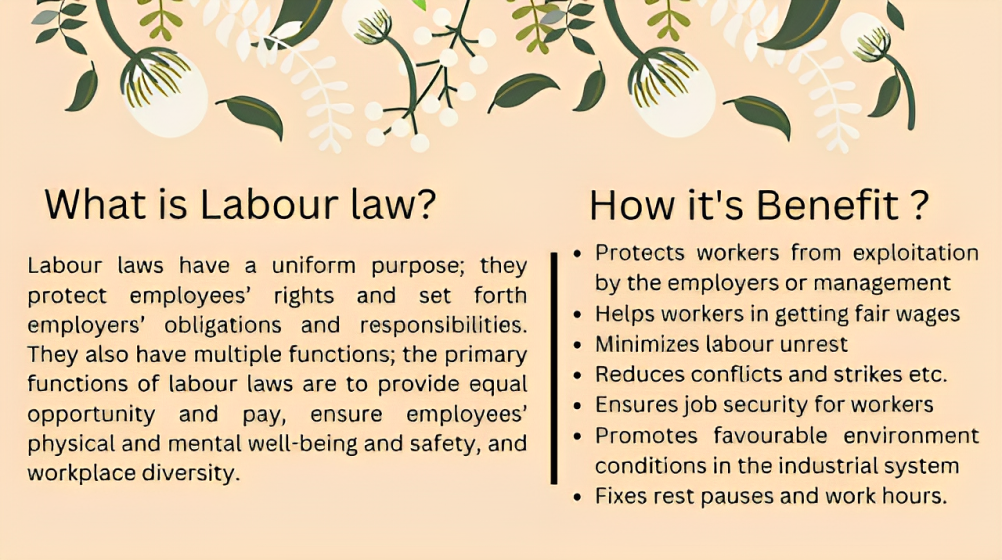 What is Labour law?
Labour laws have a uniform purpose; they
protect employees’ rights and set forth
employers’ obligations and responsibilities.
They also have multiple functions; the primary
functions of labour laws are to provide equal
opportunity and pay, ensure employees’
physical and mental well-being and safety, and
workplace diversity.
How it's Benefit ?
• Protects workers from exploitation
by the employers or management
• Helps workers in getting fair wages
• Minimizes labour unrest
• Reduces conflicts and strikes etc.
• Ensures job security for workers
• Promotes favourable environment
conditions in the industrial system
• Fixes rest pauses and work hours.